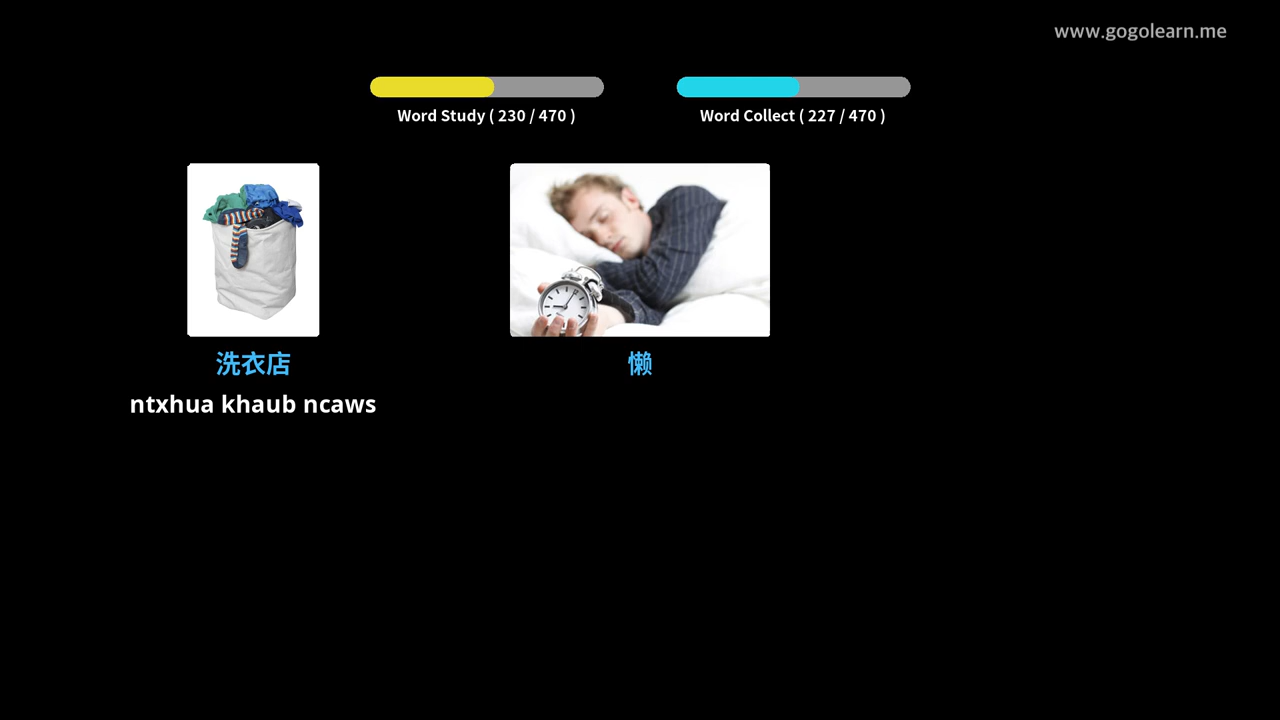 www.gogolearn.me
Word Study ( 230 / 470 )
Word Collect ( 227 / 470 )
洗衣店
懒
ntxhua khaub ncaws